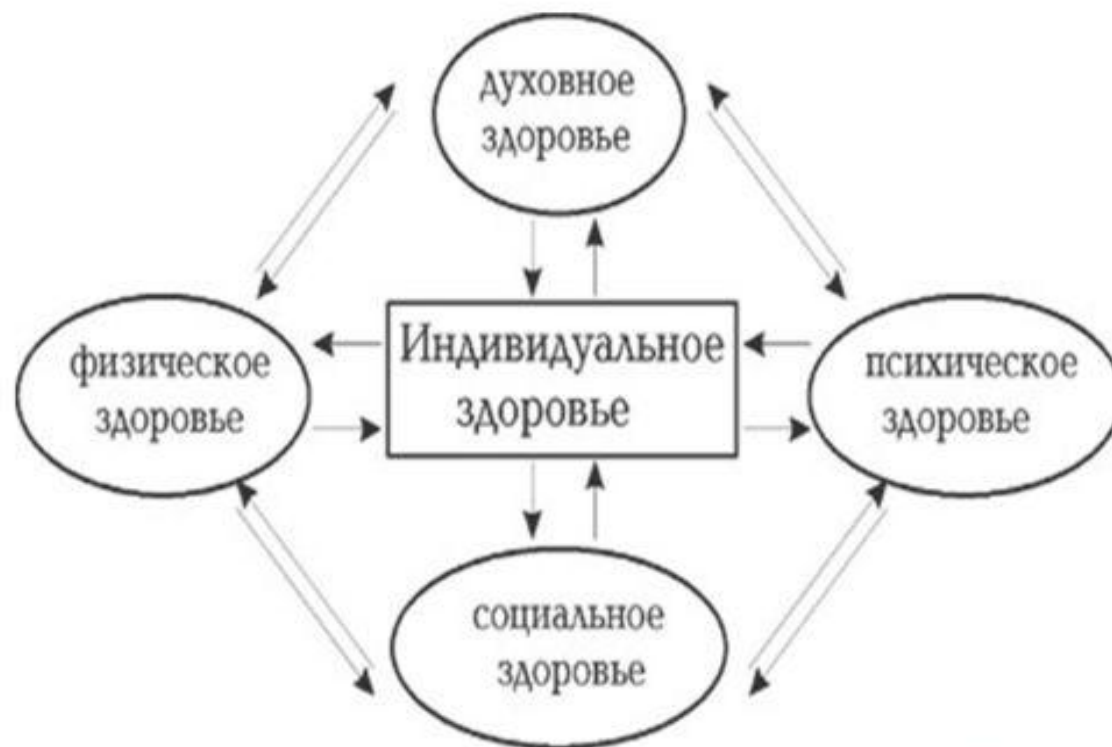 духовное
здоровье
физическое
здоровье
Индивидуальное
здоровье
психическое
здоровье
социальное
здоровье